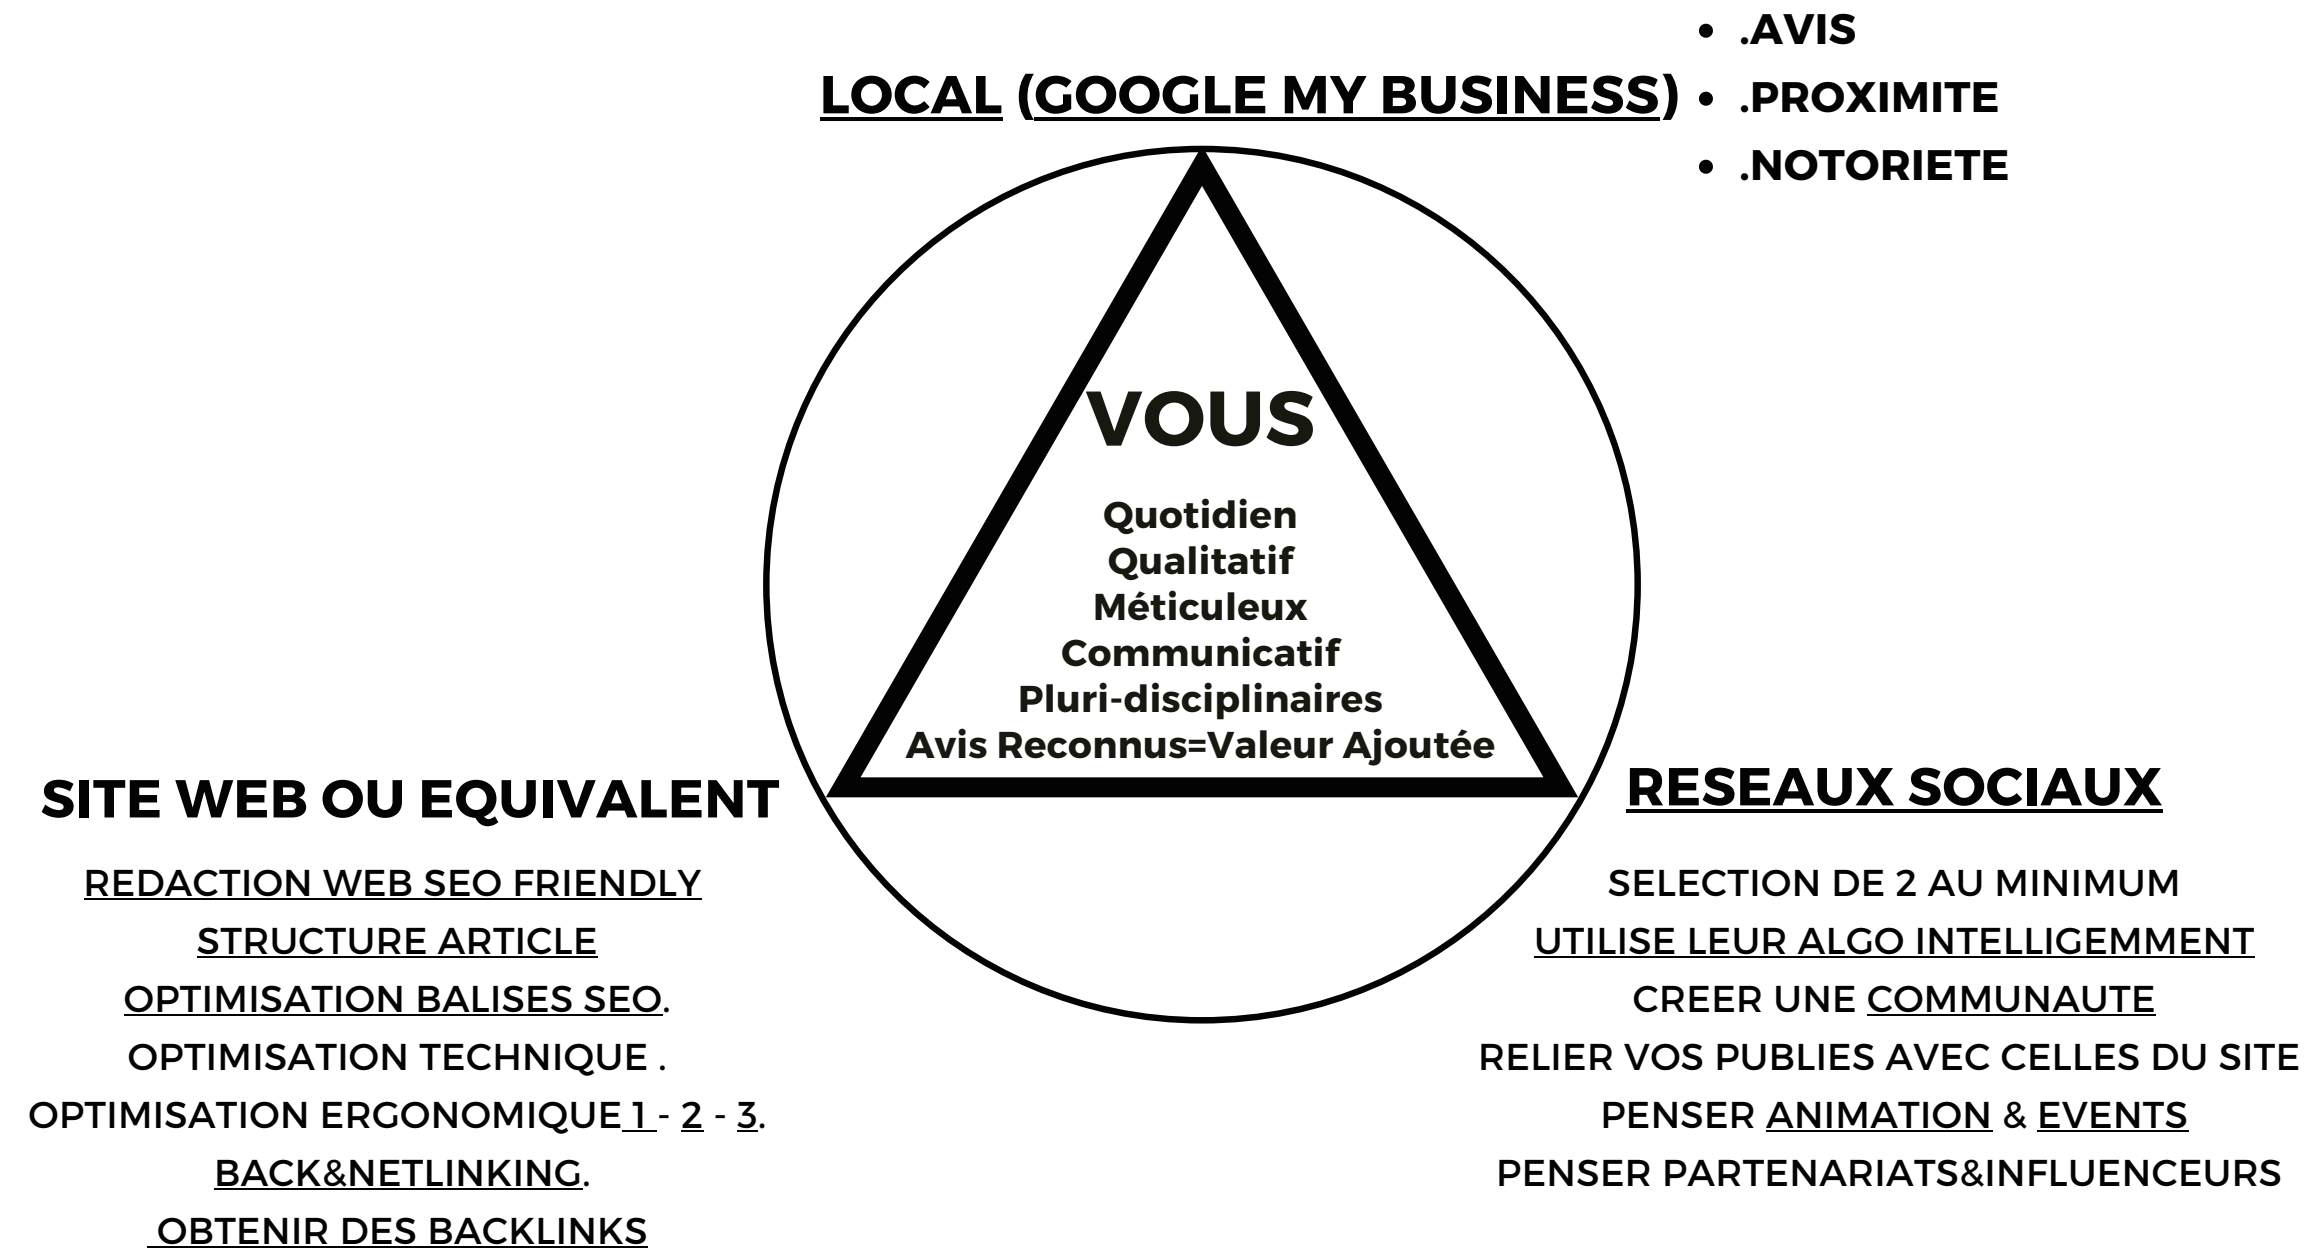 LOCAL (GOOGLE MY BUSINESS)
• .AVIS
• .PROXIMITE
• .NOTORIETE
VOUS
Quotidien
Qualitatif
Méticuleux
Communicatif
Pluri-disciplinaires
Avis Reconnus=Valeur Ajoutée
SITE WEB OU EQUIVALENT
REDACTION WEB SEO FRIENDLY
STRUCTURE ARTICLE
OPTIMISATION BALISES SEO.
OPTIMISATION TECHNIQUE .
OPTIMISATION ERGONOMIQUE 1 - 2 - 3.
BACK&NETLINKING.
OBTENIR DES BACKLINKS
RESEAUX SOCIAUX
SELECTION DE 2 AU MINIMUM
UTILISE LEUR ALGO INTELLIGEMMENT
CREER UNE COMMUNAUTE
RELIER VOS PUBLIES AVEC CELLES DU SITE
PENSER ANIMATION & EVENTS
PENSER PARTENARIATS&INFLUENCEURS